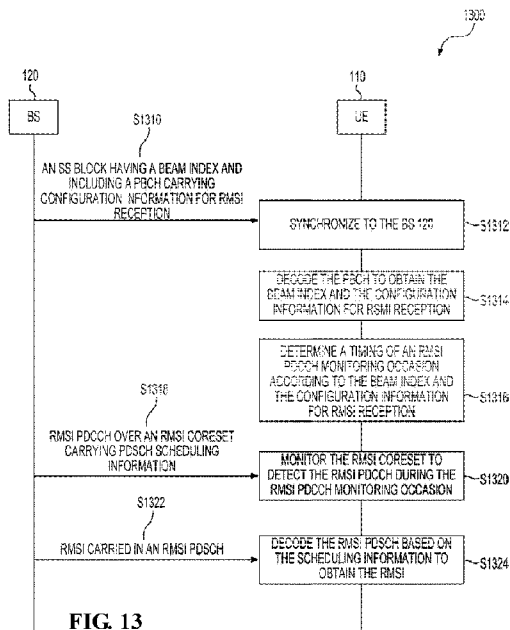 1300
120
BS
110
UE
S1310
AN SS BLOCK HAVING A BEAM INDEX AND
INCLUDING A PBCH CARRYING
CONFIGURATION INFORMATION FOR RMSI
RECEPTION
SYNCHRONIZE TO THE BS 120
S1312
DECODE THE PBCH TO OBTAIN THE
BEAM INDEX AND THE CONFIGURATION
INFORMATION FOR RSMI RECEPTION
S1314
DETERMINE A TIMING OF AN RMSI
PDCCH MONITORING OCCASION
ACCORDING TO THE BEAM INDEX AND
THE CONFIGURATION INFORMATION
FOR RMSI RECEPTION
S1316
S1318
RMSI PDCCH OVER AN RMSI CORESET
CARRYING PDSCH SCHEDULING
INFORMATION
MONITOR THE RMSI CORESET TO
DETECT THE RMSI PDCCH DURING THE
RMSI PDCCH MONITORING OCCASION
S1320
S1322
RMSI CARRIED IN AN RMSI PDSCH
DECODE THE RMSI PDSCH BASED ON
THE SCHEDULING INFORMATION TO
OBTAIN THE RMSI
S1324
FIG. 13